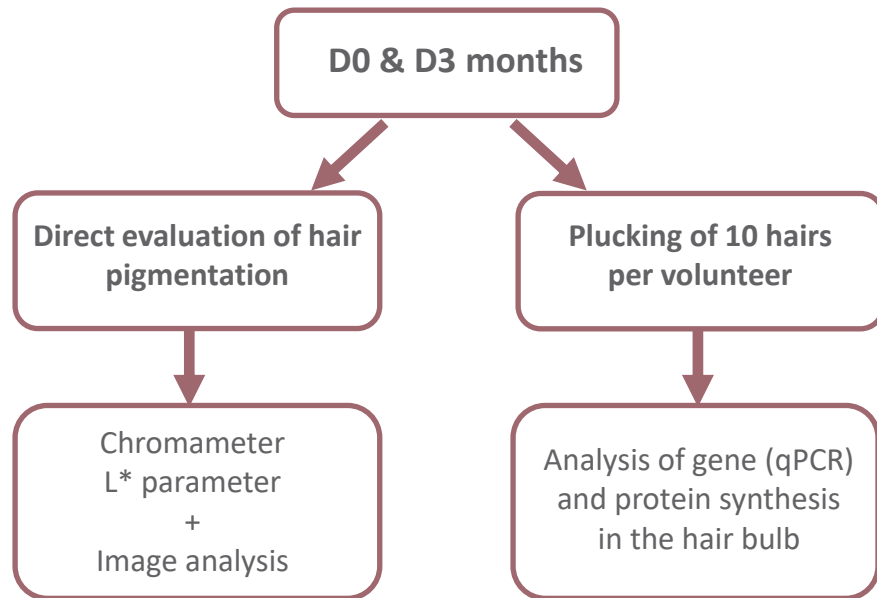 D0 & D3 months
Direct evaluation of hair
pigmentation
Plucking of 10 hairs
per volunteer
Chromameter
L* parameter
+
Image analysis
Analysis of gene (qPCR)
and protein synthesis
in the hair bulb